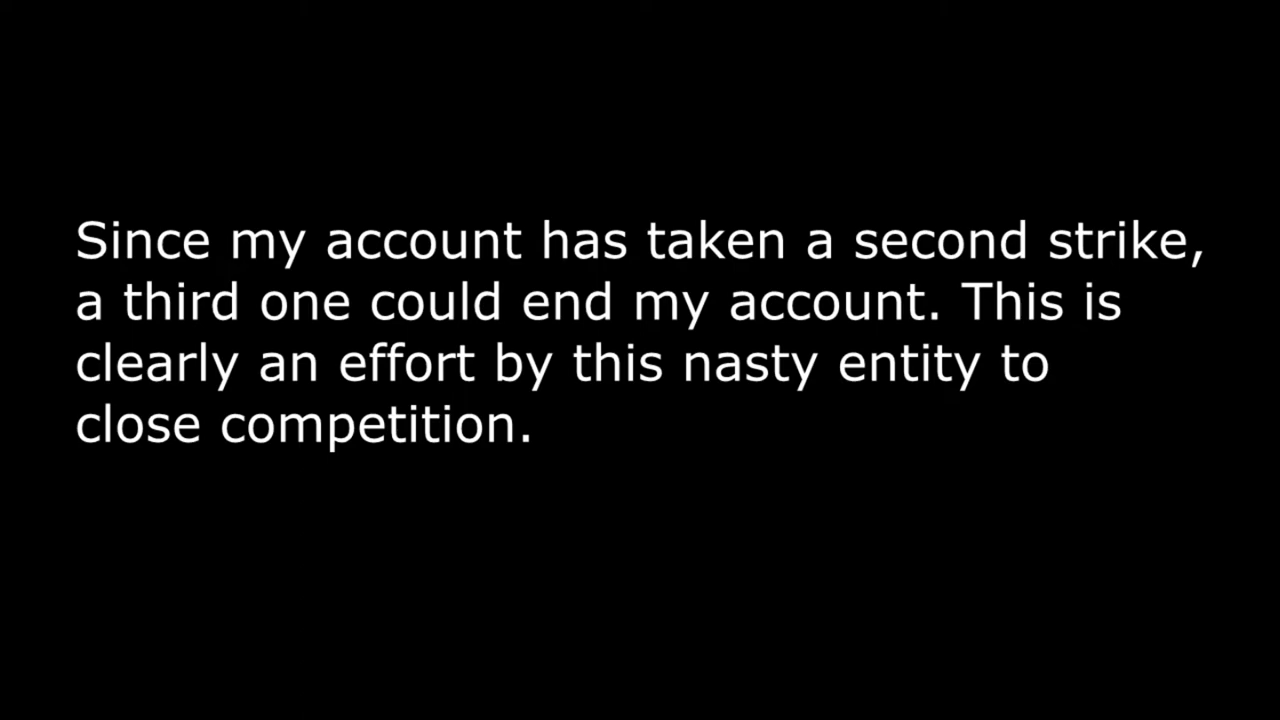 Since my account has taken a second strike,
a third one could end my account. This is
clearly an effort by this nasty entity to
close competition.